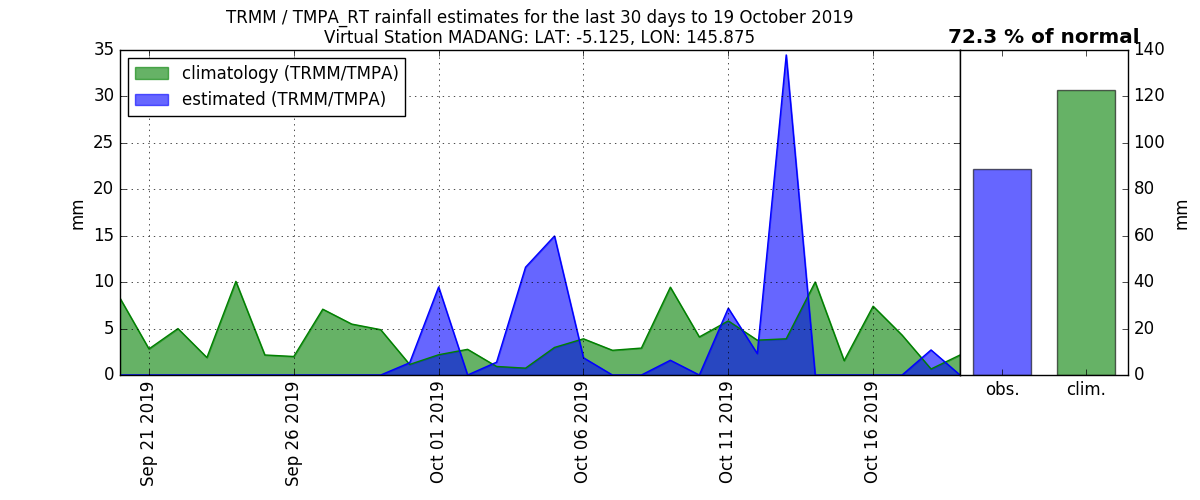 TRMM / TMPA_RT rainfall estimates for the last 30 days to 19 October 2019
Virtual Station MADANG: LAT: -5.125, LON: 145.875
72.3 % of normal
climatology (TRMM/TMPA)
estimated (TRMM/TMPA)
35
30
25
20
15
10
5
0
mm
Sep 21 2019
Sep 26 2019
Oct 01 2019
Oct 06 2019
Oct 11 2019
Oct 16 2019
obs.
clim.
140
120
100
80
60
40
20
0
mm